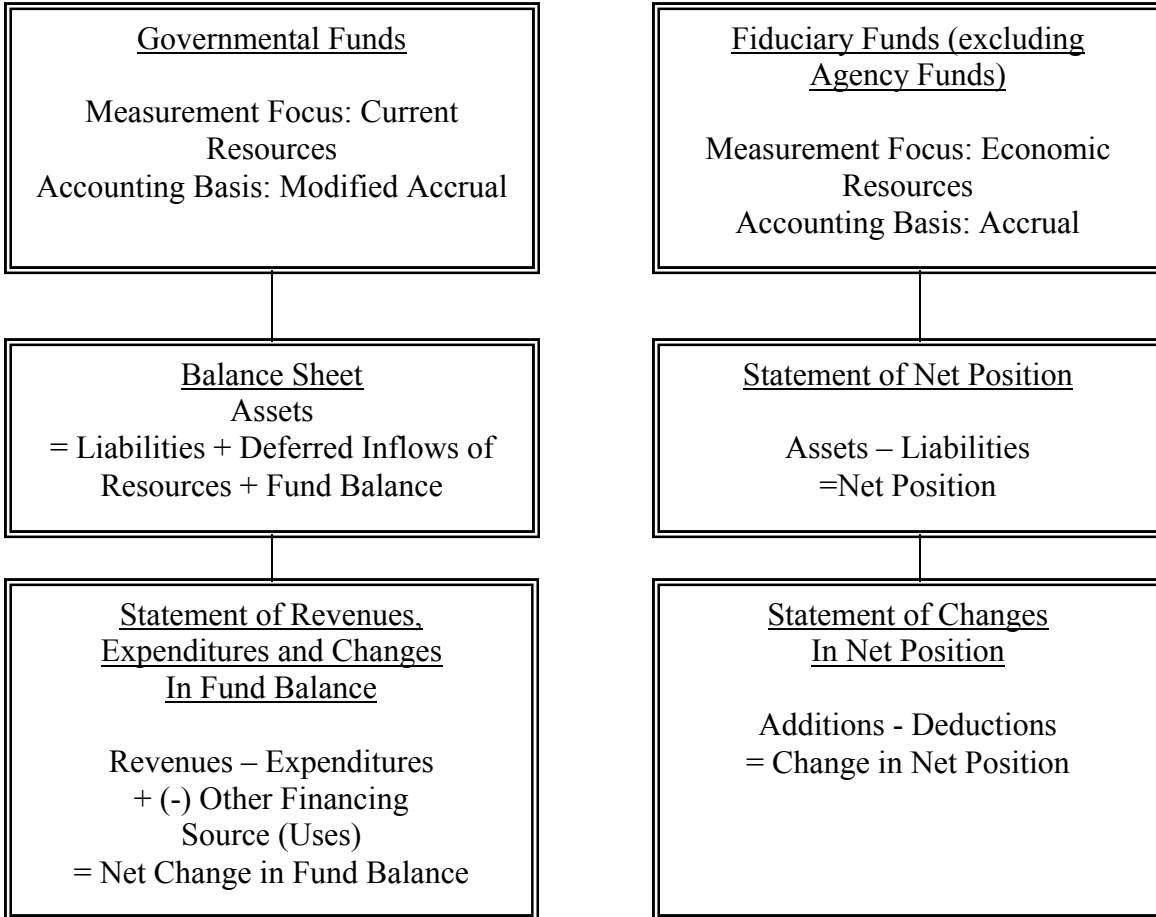 Governmental Funds
Measurement Focus: Current
Resources
Accounting Basis: Modified Accrual
Balance Sheet
Assets
= Liabilities + Deferred Inflows of
Resources + Fund Balance
Statement of Revenues,
Expenditures and Changes
In Fund Balance
Revenues – Expenditures
+ (-) Other Financing
Source (Uses)
= Net Change in Fund Balance
Fiduciary Funds (excluding
Agency Funds)
Measurement Focus: Economic
Resources
Accounting Basis: Accrual
Statement of Net Position
Assets – Liabilities
=Net Position
Statement of Changes
In Net Position
Additions - Deductions
= Change in Net Position